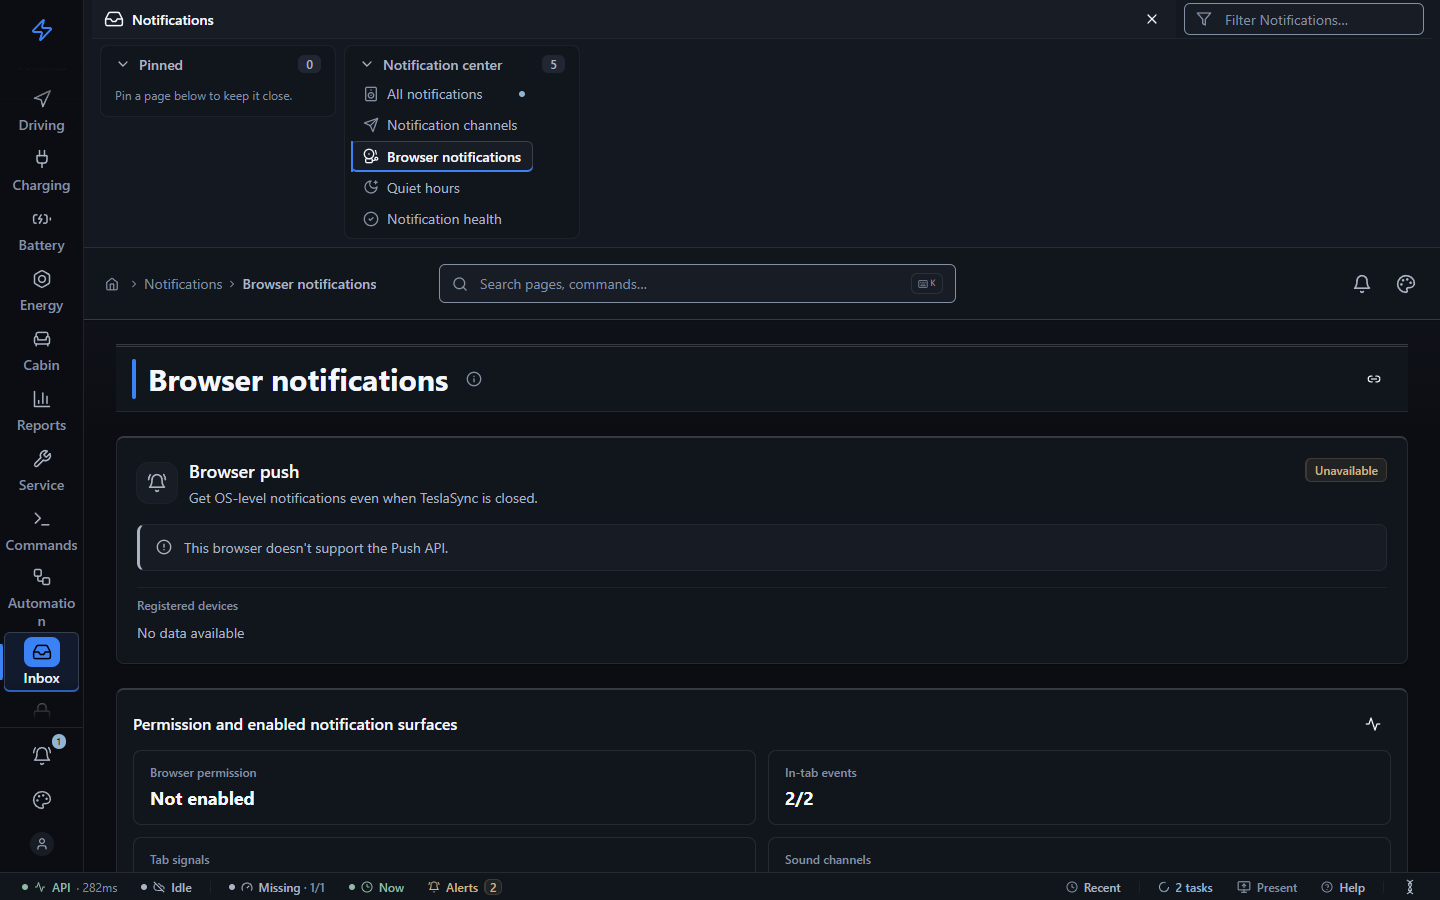 Notifications
Filter Notifications...
Pinned
0
Pin a page below to keep it close.
Notification center
5
All notifications
Notification channels
Browser notifications
Quiet hours
Notification health
Driving
Charging
Battery
Energy
Cabin
Reports
Service
Commands
Automatio
n
Inbox
1
Notifications
Browser notifications
Search pages, commands...
K
Browser notifications
Browser push
Get OS-level notifications even when TeslaSync is closed.
Unavailable
This browser doesn't support the Push API.
Registered devices
No data available
Permission and enabled notification surfaces
Browser permission
Not enabled
In-tab events
2/2
Tab signals
Sound channels
API · 282ms
Idle
Missing · 1/1
Now
Alerts 2
Recent
2 tasks
Present
Help